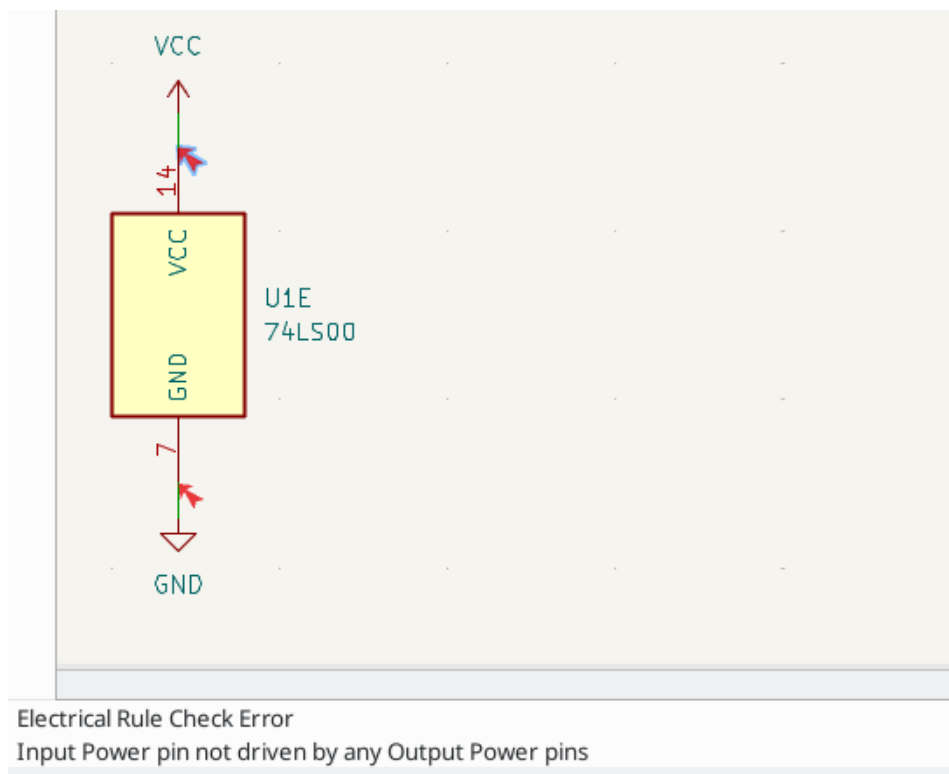 VCC
14
VCC
U1E
74LS00
GND
7
GND
Electrical Rule Check Error
Input Power pin not driven by any Output Power pins